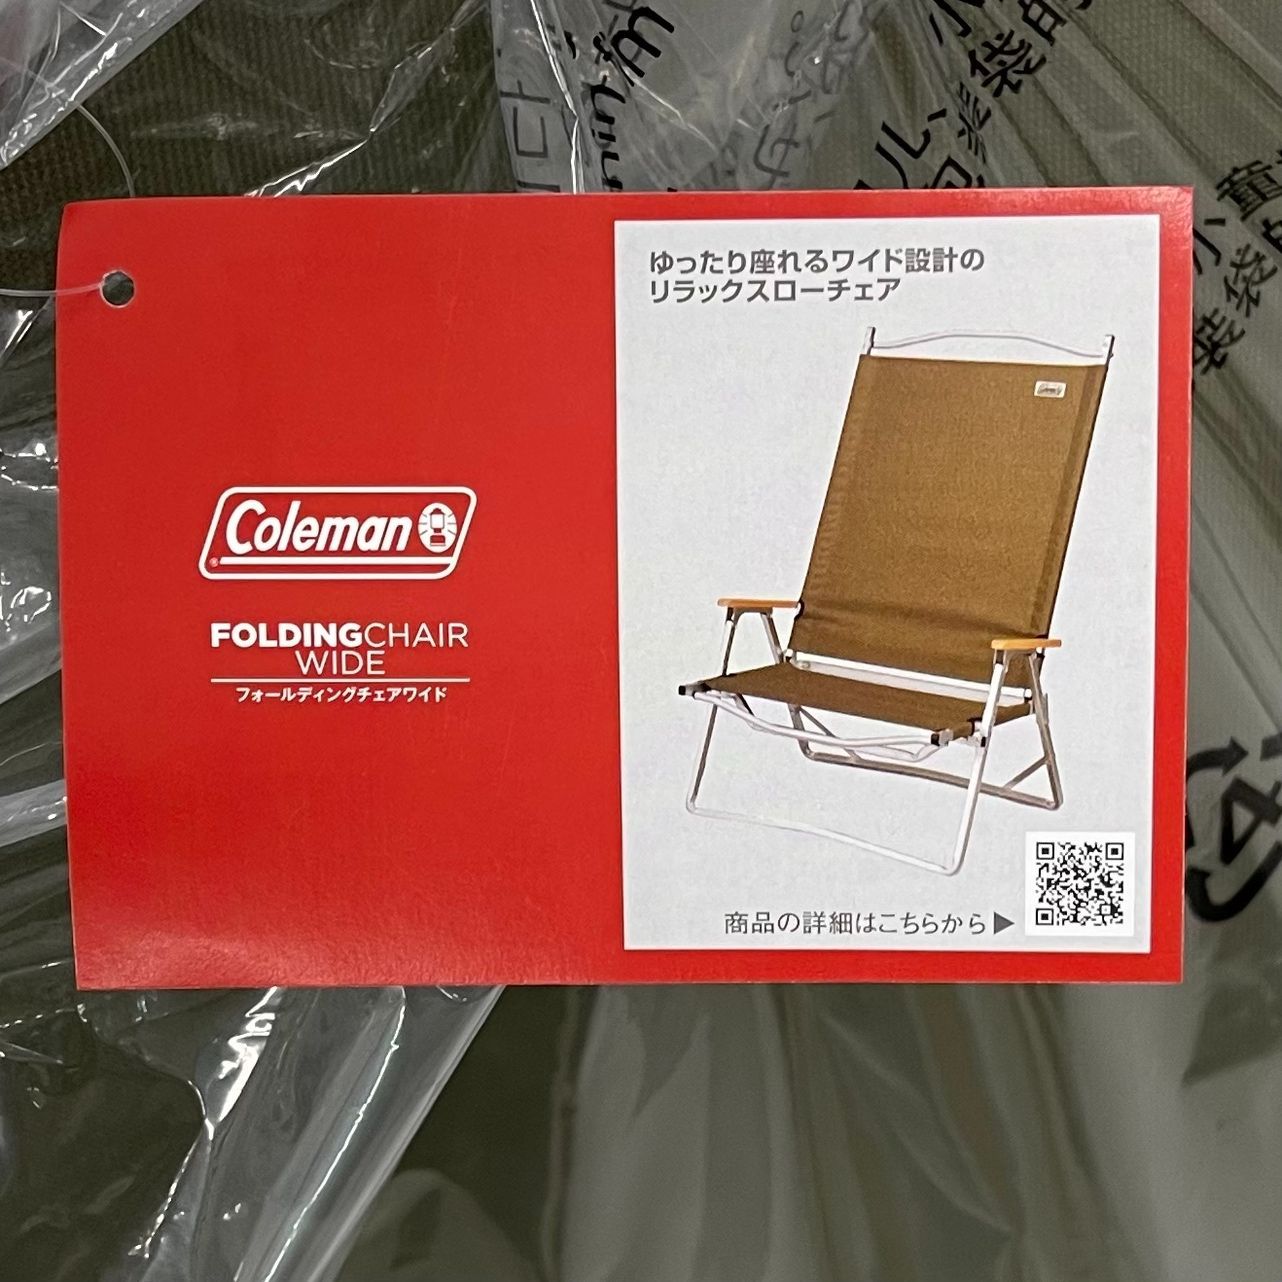 Coleman
FOLDINGCHAIR
WIDE
フォールディングチェアワイド
ゆったり座れるワイド設計の
リラックスローチェア
Coleman
商品の詳細はこちらから▶